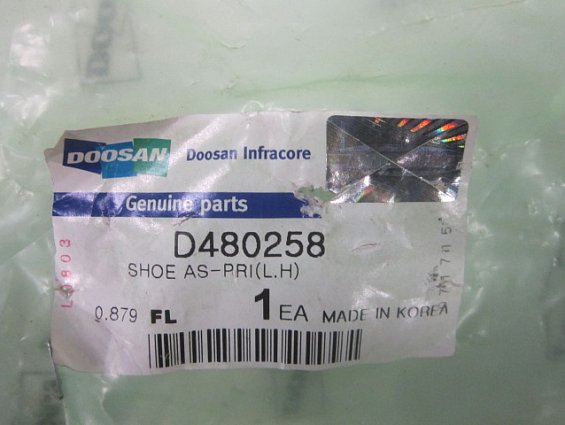 DOOSAN Doosan Infracore
Genuine parts
D480258
SHOE AS-PRI(L.H)
0.879 FL 1 EA MADE IN KOREA
L0803